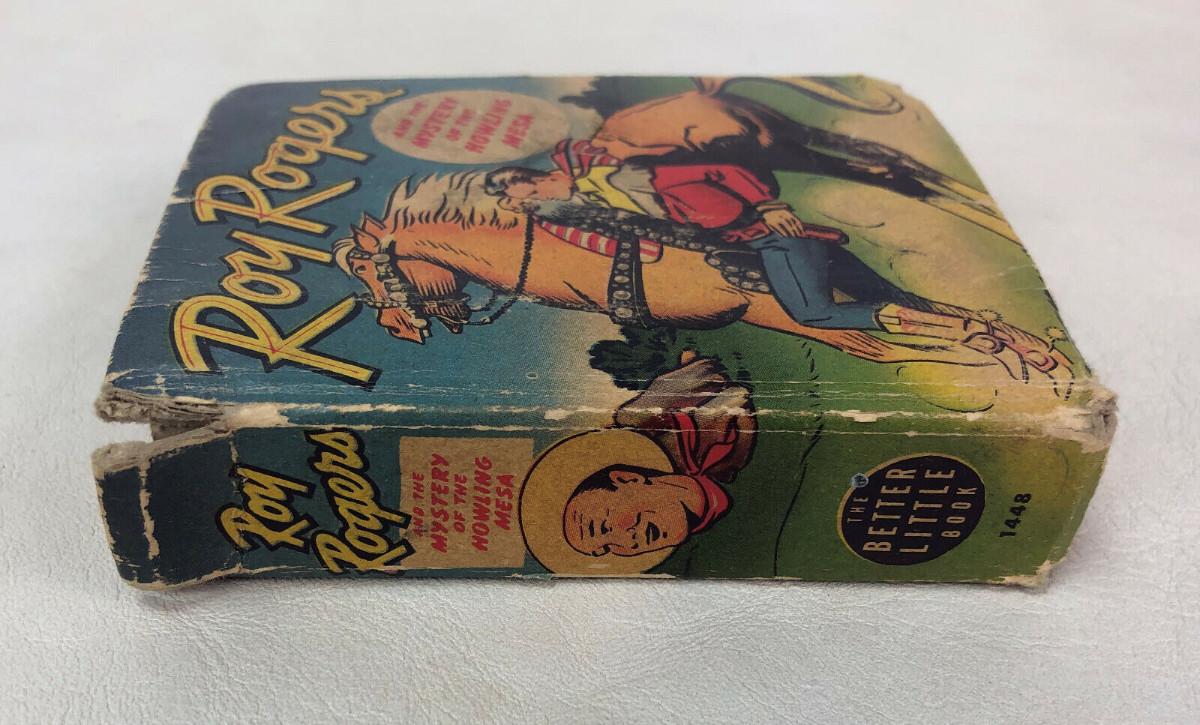 Roy Rogers
AND THE
MYSTERY
OF THE
HOWLING
MESA
Roy
Rogers
AND THE
MYSTERY
OF THE
HOWLING
MESA
THE
BETTER
LITTLE
BOOK
1448